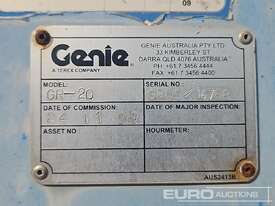 09
Genie
A TEREX COMPANY
GENIE AUSTRALIA PTY LTD
33 KIMBERLEY ST
DARRA QLD 4076 AUSTRALIA
PH +61 7 3456 4444
FAX +61 7 3456 4400
MODEL: SERIAL:
GR-20
DATE OF COMMISSION: DATE OF MAJOR INSPECTION:
ASSET No: HOURMETER:
AUS2413B
EURO
AUCTIONS